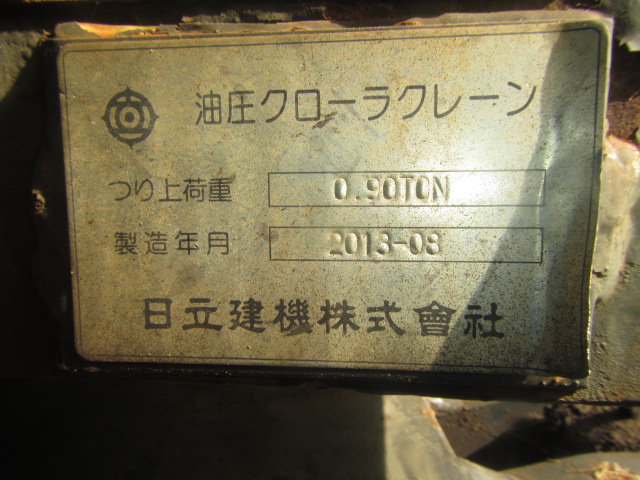 油圧クローラクレーン
つり上荷重 0.90TON
製造年月 2013-08
日立建機株式會社